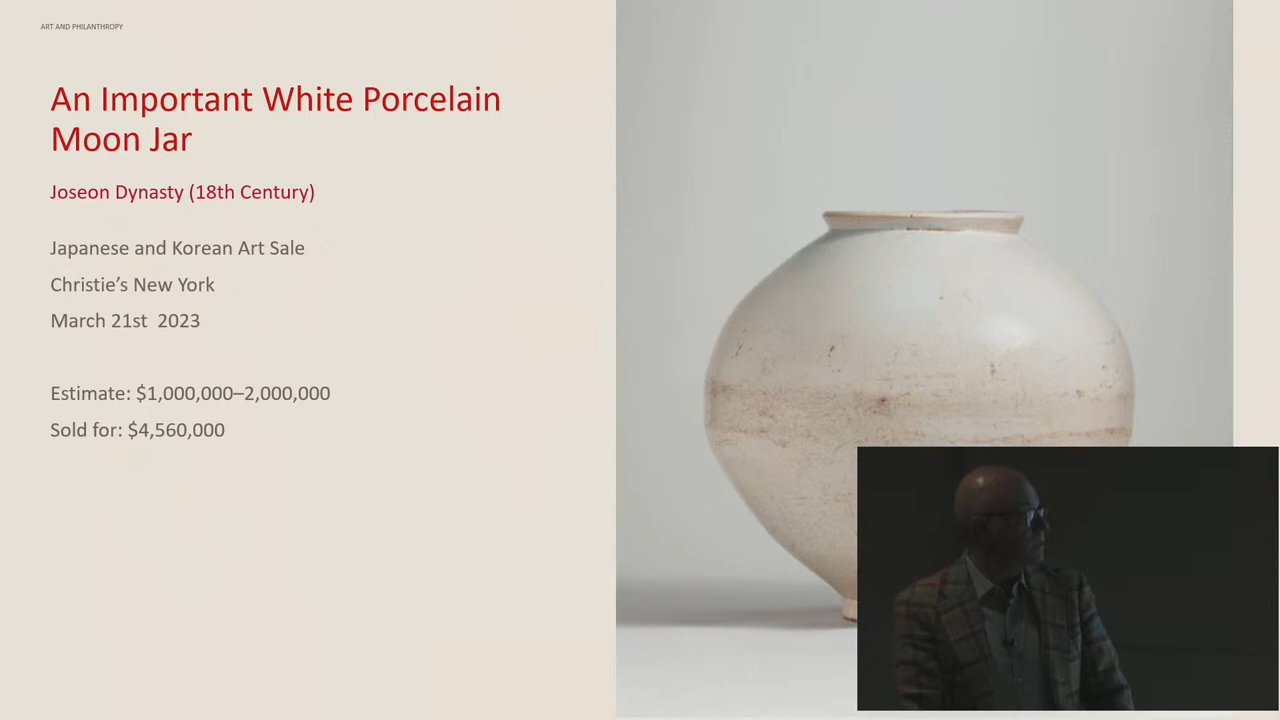 ART AND PHILANTHROPY
An Important White Porcelain
Moon Jar
Joseon Dynasty (18th Century)
Japanese and Korean Art Sale
Christie’s New York
March 21st  2023
Estimate: $1,000,000–2,000,000
Sold for: $4,560,000